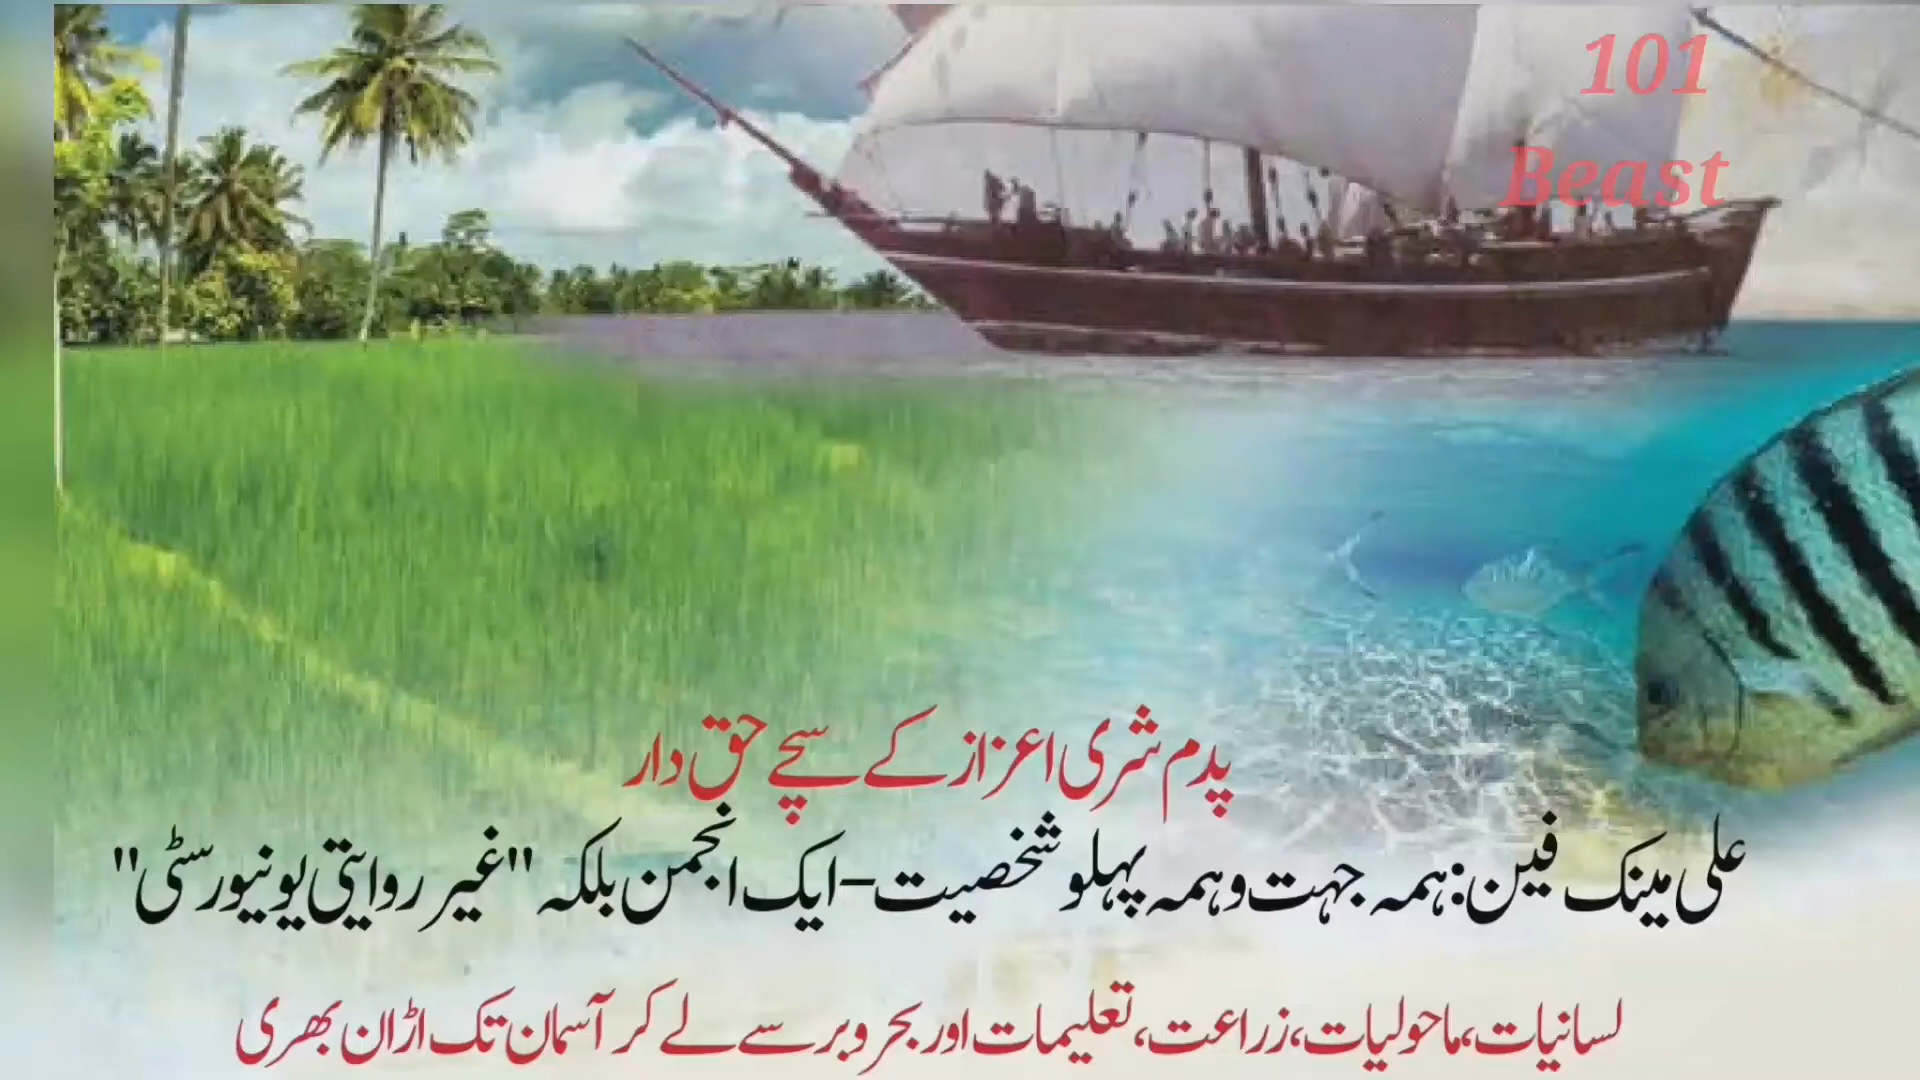 101
Beast
پدم شری اعزاز کے سچے حق دار
علی مینک فین: ہمہ جہت و ہمہ پہلو شخصیت - ایک انجمن بلکہ "غیر روایتی یونیورسٹی"
لسانیات، ماحولیات، زراعت، تعلیمات اور بحر و بر سے لے کر آسمان تک اڑان بھری